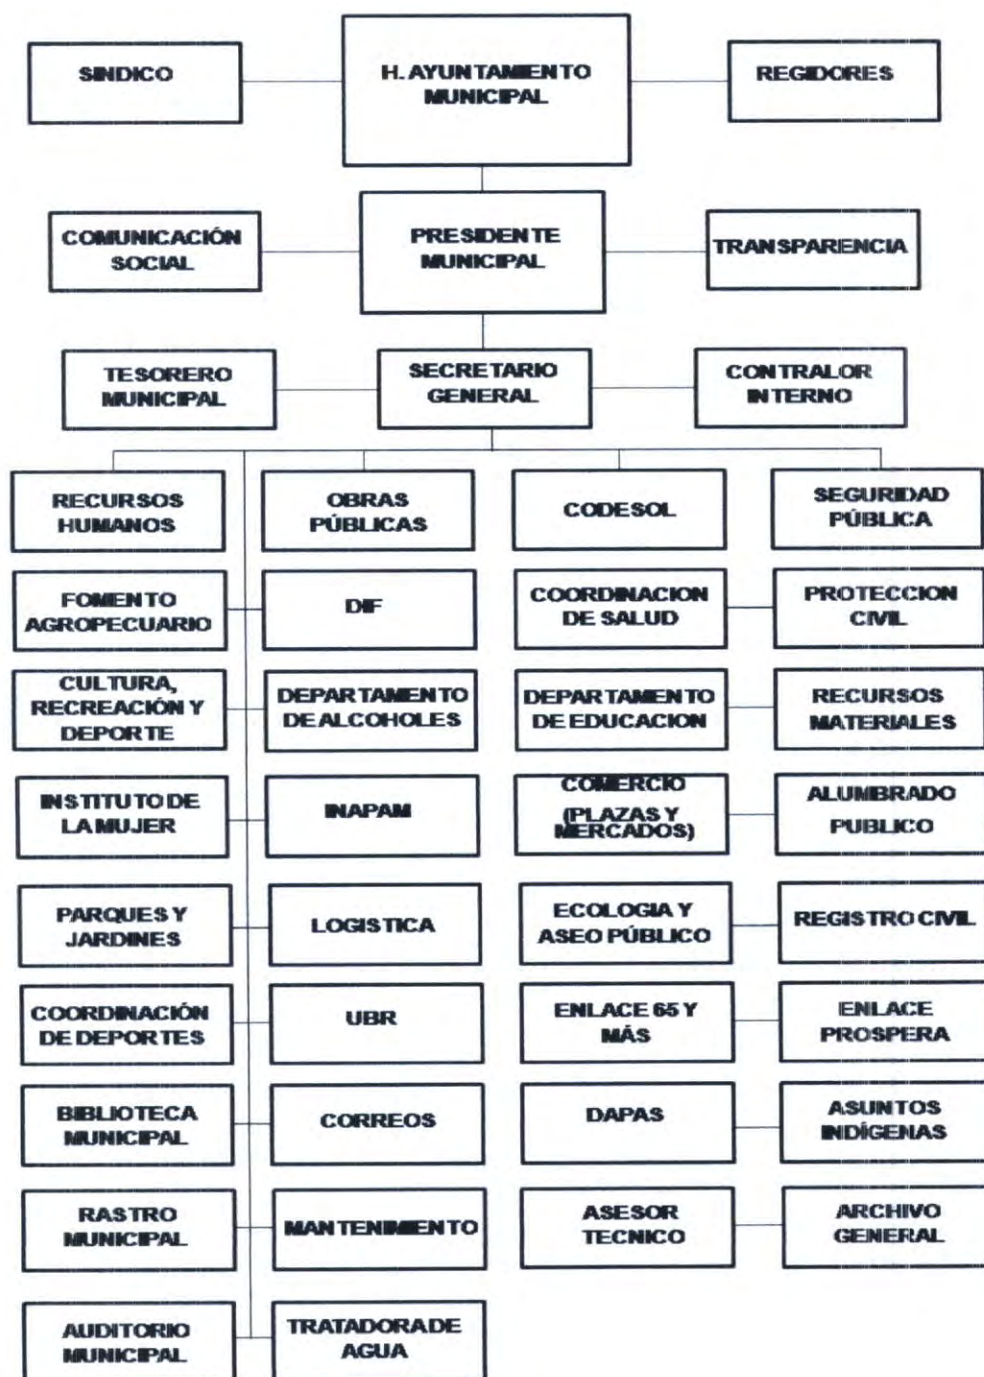 SINDICO
H. AYUNTAMIENTO
MUNICIPAL
REGIDORES
COMUNICACIÓN
SOCIAL
PRESIDENTE
MUNICIPAL
TRANSPARENCIA
TESORERO
MUNICIPAL
SECRETARIO
GENERAL
CONTRALOR
INTERNO
RECURSOS
HUMANOS
OBRAS
PÚBLICAS
CODESOL
SEGURIDAD
PÚBLICA
FOMENTO
AGROPECUARIO
DIF
COORDINACION
DE SALUD
PROTECCION
CIVIL
CULTURA,
RECREACIÓN Y
DEPORTE
DEPARTAMENTO
DE ALCOHOLES
DEPARTAMENTO
DE EDUCACION
RECURSOS
MATERIALES
INSTITUTO DE
LA MUJER
INAPAM
COMERCIO
(PLAZAS Y
MERCADOS)
ALUMBRADO
PUBLICO
PARQUES Y
JARDINES
LOGISTICA
ECOLOGIA Y
ASEO PÚBLICO
REGISTRO CIVIL
COORDINACIÓN
DE DEPORTES
UBR
ENLACE 65 Y
MÁS
ENLACE
PROSPERA
BIBLIOTECA
MUNICIPAL
CORREOS
DAPAS
ASUNTOS
INDÍGENAS
RASTRO
MUNICIPAL
MANTENIMIENTO
ASESOR
TECNICO
ARCHIVO
GENERAL
AUDITORIO
MUNICIPAL
TRATADORA DE
AGUA